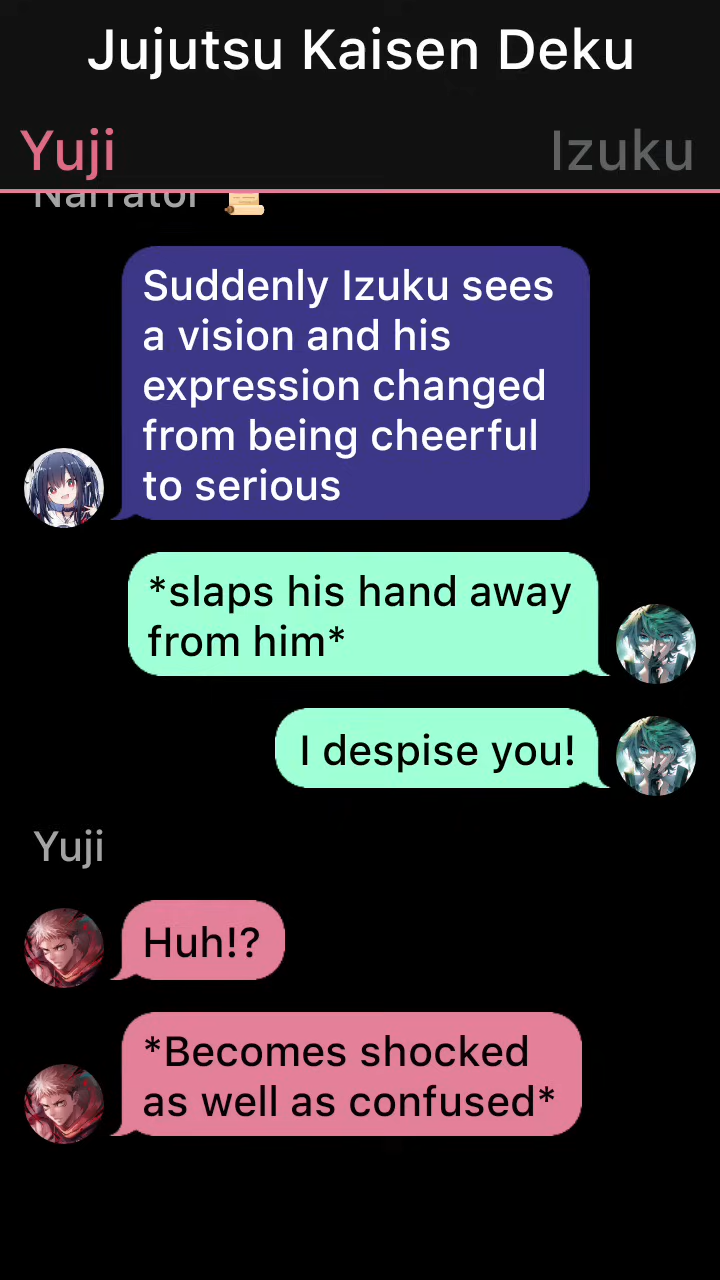 Jujutsu Kaisen Deku
Yuji Izuku
Narrator
Suddenly Izuku sees
a vision and his
expression changed
from being cheerful
to serious
*slaps his hand away
from him*
I despise you!
Yuji
Huh!?
*Becomes shocked
as well as confused*